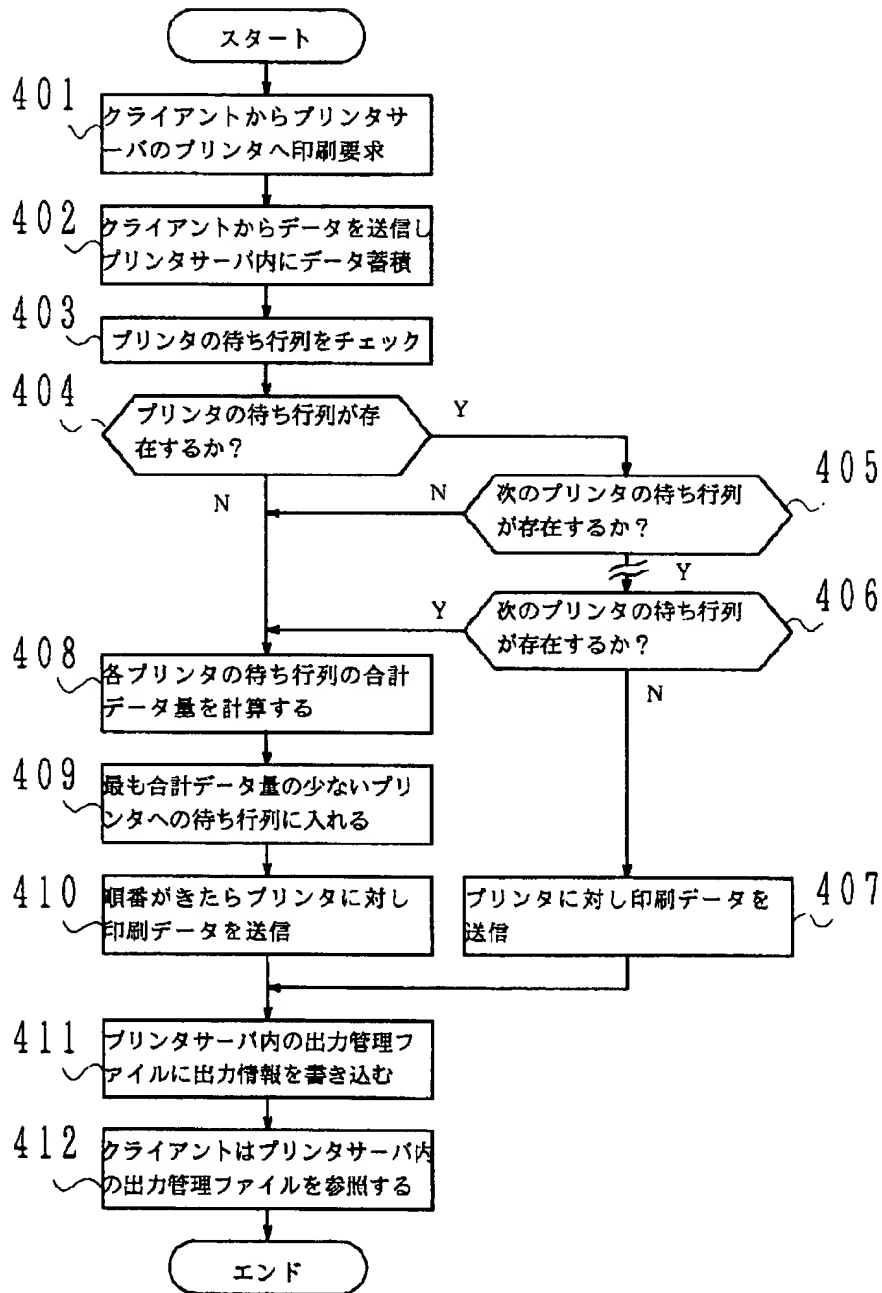 スタート
401
クライアントからプリンタサ
ーバのプリンタへ印刷要求
402
クライアントからデータを送信し
プリンタサーバ内にデータ蓄積
403
プリンタの待ち行列をチェック
404
プリンタの待ち行列が存
在するか？
Y
N
405
次のプリンタの待ち行列
が存在するか？
N
Y
406
次のプリンタの待ち行列
が存在するか？
Y
N
408
各プリンタの待ち行列の合計
データ量を計算する
409
最も合計データ量の少ないプリ
ンタへの待ち行列に入れる
410
順番がきたらプリンタに対し
印刷データを送信
407
プリンタに対し印刷データを
送信
411
プリンタサーバ内の出力管理フ
ァイルに出力情報を書き込む
412
クライアントはプリンタサーバ内
の出力管理ファイルを参照する
エンド